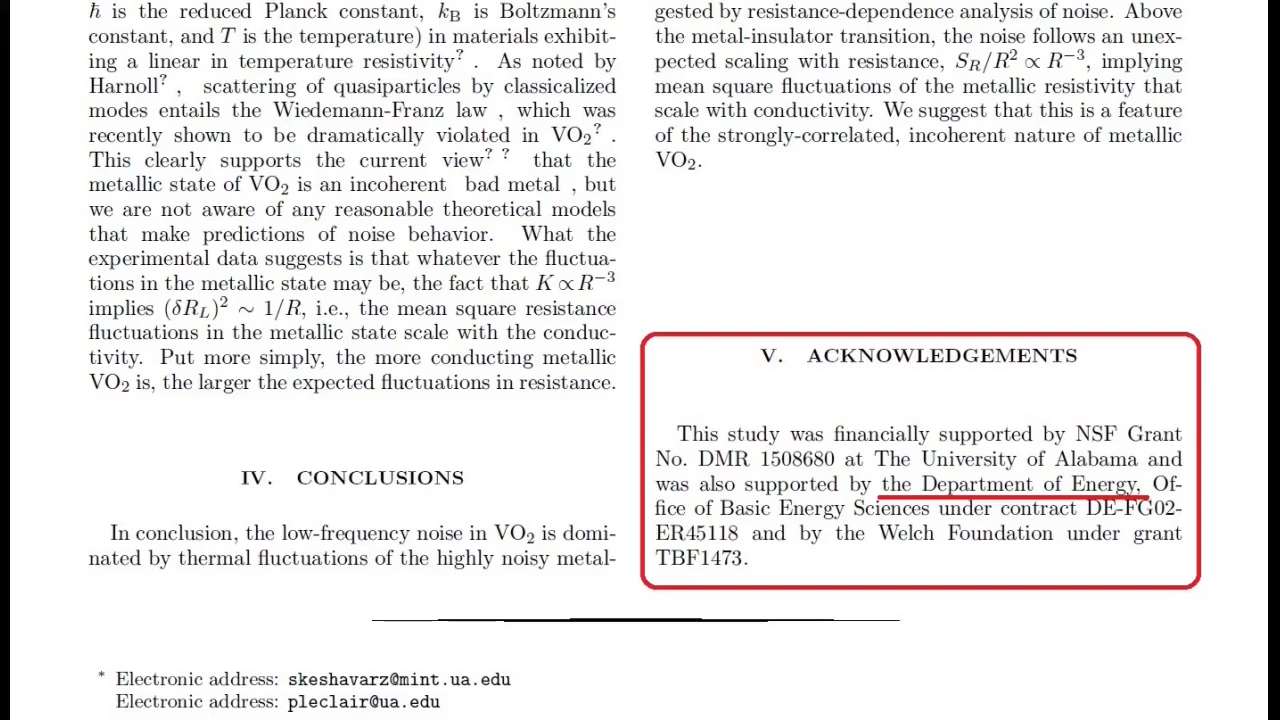 ħ is the reduced Planck constant, kB is Boltzmann's
constant, and T is the temperature) in materials exhibit-
ing a linear in temperature resistivity? . As noted by
Harnoll? , scattering of quasiparticles by classicalized
modes entails the Wiedemann-Franz law , which was
recently shown to be dramatically violated in VO2? .
This clearly supports the current view? ? that the
metallic state of VO2 is an incoherent bad metal , but
we are not aware of any reasonable theoretical models
that make predictions of noise behavior. What the
experimental data suggests is that whatever the fluctua-
tions in the metallic state may be, the fact that K ∝ R−3
implies (δRL)2 ∼ 1/R, i.e., the mean square resistance
fluctuations in the metallic state scale with the conduc-
tivity. Put more simply, the more conducting metallic
VO2 is, the larger the expected fluctuations in resistance.
IV. CONCLUSIONS
In conclusion, the low-frequency noise in VO2 is domi-
nated by thermal fluctuations of the highly noisy metal-
gested by resistance-dependence analysis of noise. Above
the metal-insulator transition, the noise follows an unex-
pected scaling with resistance, SR/R2 ∝ R−3, implying
mean square fluctuations of the metallic resistivity that
scale with conductivity. We suggest that this is a feature
of the strongly-correlated, incoherent nature of metallic
VO2.
V. ACKNOWLEDGEMENTS
This study was financially supported by NSF Grant
No. DMR 1508680 at The University of Alabama and
was also supported by the Department of Energy, Of-
fice of Basic Energy Sciences under contract DE-FG02-
ER45118 and by the Welch Foundation under grant
TBF1473.
* Electronic address: skeshavarz@mint.ua.edu
Electronic address: pleclair@ua.edu